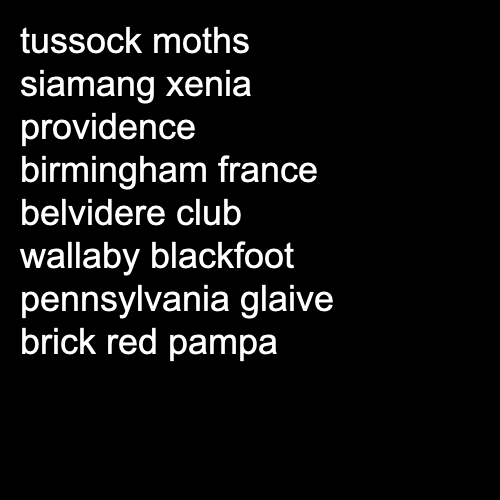 tussock moths
siamang xenia
providence
birmingham france
belvidere club
wallaby blackfoot
pennsylvania glaive
brick red pampa